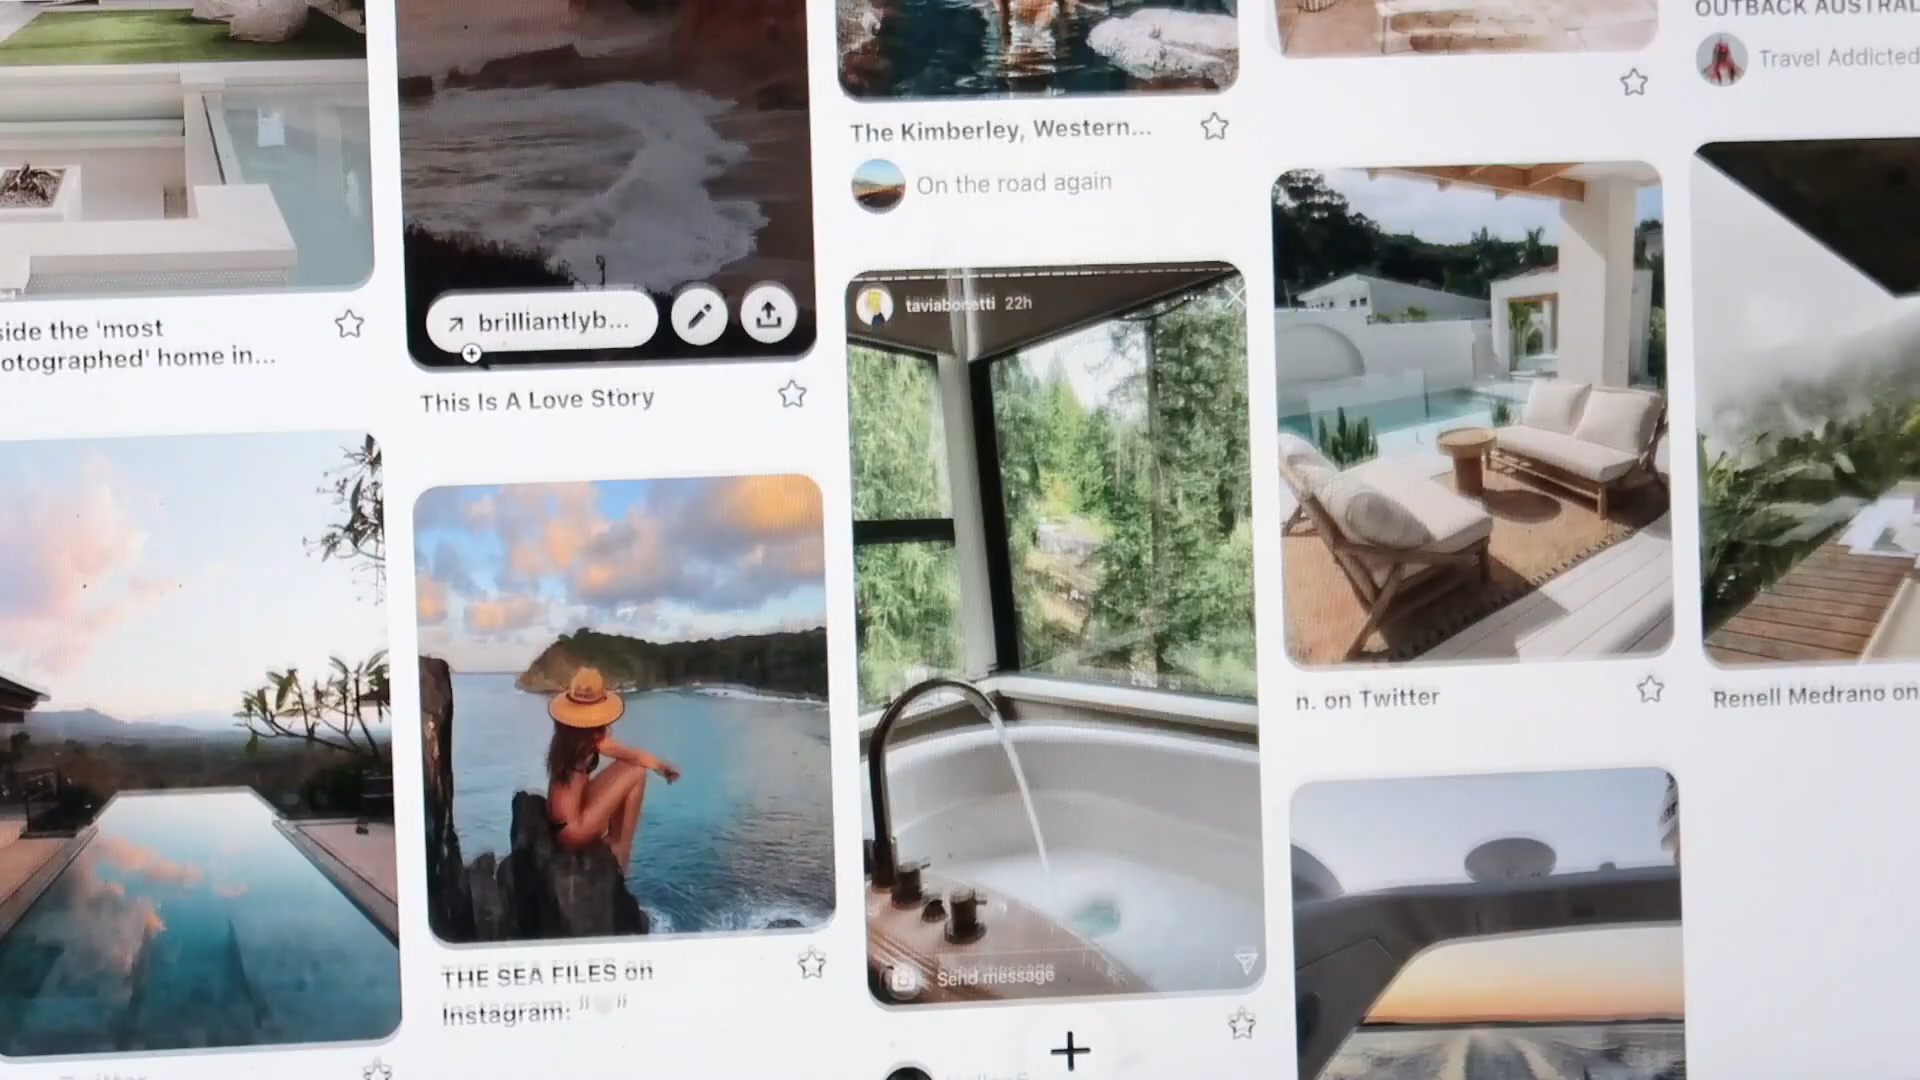 side the 'most
otographed' home in...
brilliantlyb...
This Is A Love Story
THE SEA FILES on
Instagram: "🤍"
The Kimberley, Western...
On the road again
taviabonetti 22h
Send message
n. on Twitter
OUTBACK AUSTRAL
Travel Addicted
Renell Medrano on